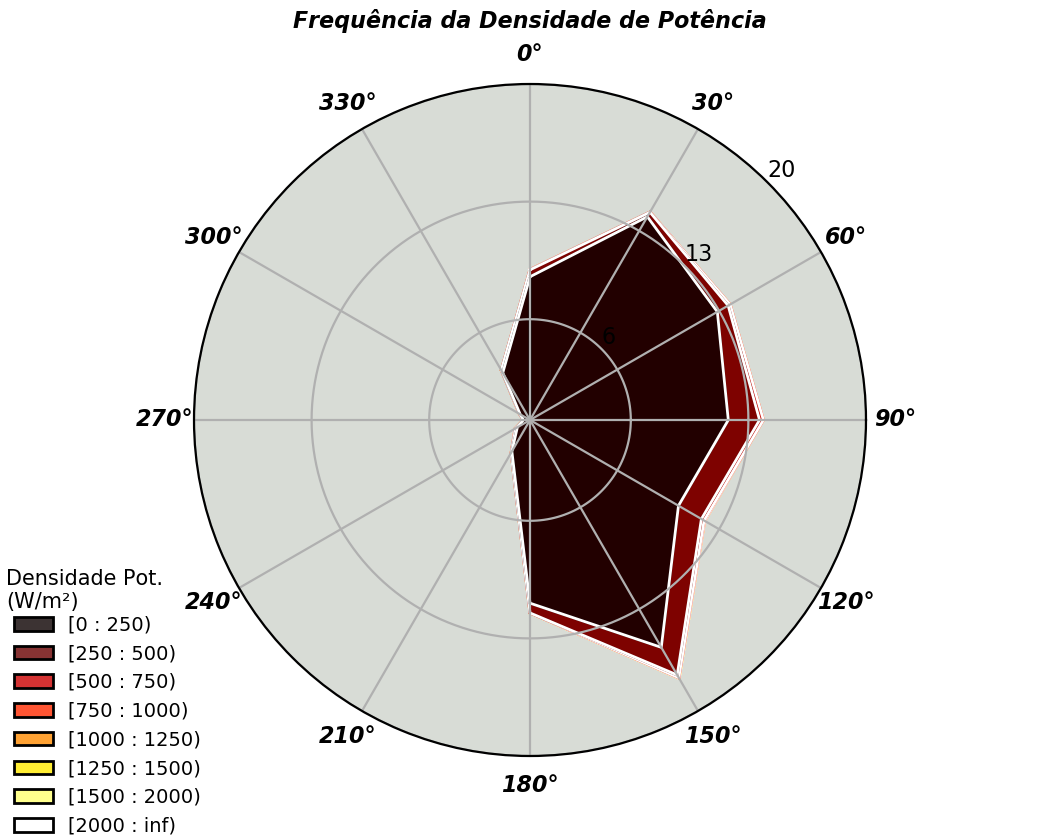 Frequência da Densidade de Potência
0°
330°
30°
20
300°
60°
13
6
270°
90°
240°
120°
210°
150°
180°
Densidade Pot.
(W/m²)
[0 : 250)
[250 : 500)
[500 : 750)
[750 : 1000)
[1000 : 1250)
[1250 : 1500)
[1500 : 2000)
[2000 : inf)